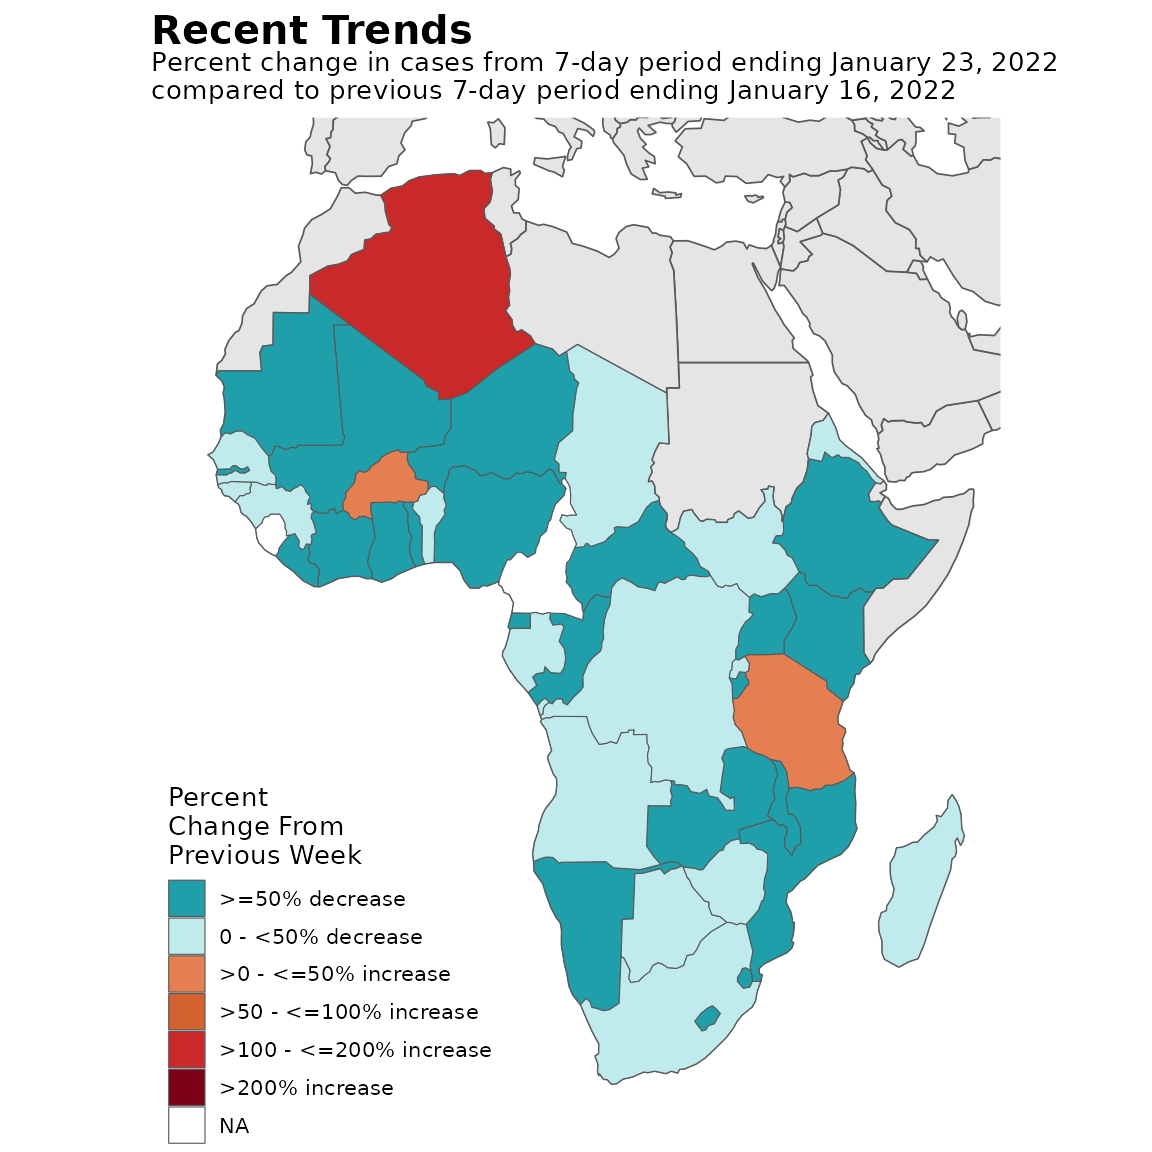 Recent Trends
Percent change in cases from 7-day period ending January 23, 2022
compared to previous 7-day period ending January 16, 2022
Percent
Change From
Previous Week
>=50% decrease
0 - <50% decrease
>0 - <=50% increase
>50 - <=100% increase
>100 - <=200% increase
>200% increase
NA